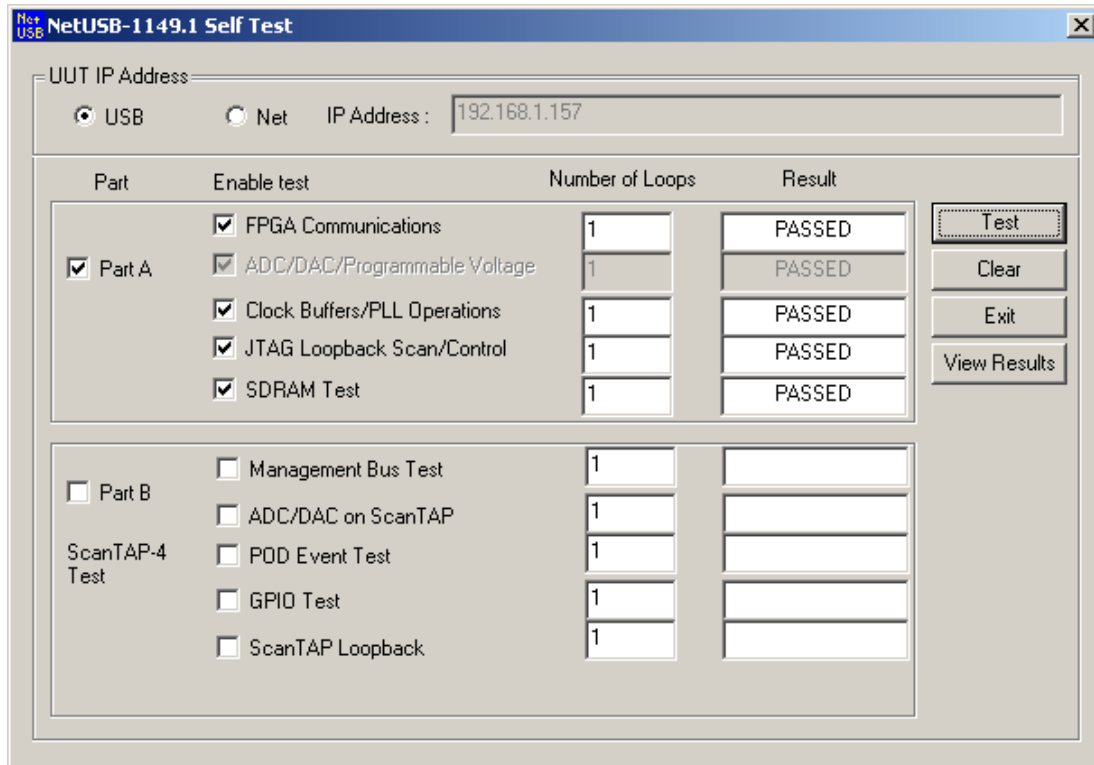 Net USB NetUSB-1149.1 Self Test
UUT IP Address
USB Net IP Address : 192.168.1.157
Part Enable test Number of Loops Result
FPGA Communications 1 PASSED Test
Part A ADC/DAC/Programmable Voltage 1 PASSED Clear
Clock Buffers/PLL Operations 1 PASSED Exit
JTAG Loopback Scan/Control 1 PASSED View Results
SDRAM Test 1 PASSED
Management Bus Test 1
Part B
ADC/DAC on ScanTAP 1
ScanTAP-4 Test
POD Event Test 1
GPIO Test 1
ScanTAP Loopback 1